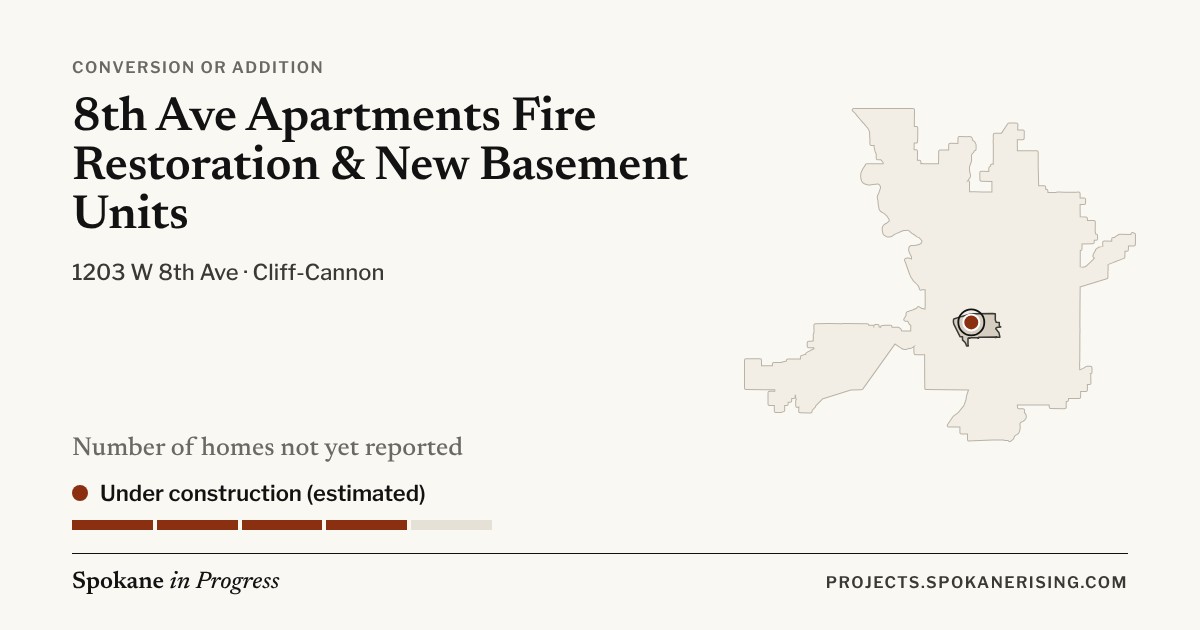 CONVERSION OR ADDITION
8th Ave Apartments Fire
Restoration & New Basement
Units
1203 W 8th Ave · Cliff-Cannon
Number of homes not yet reported
Under construction (estimated)
Spokane in Progress
PROJECTS.SPOKANERISING.COM